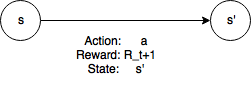 s
s'
Action: a
Reward: R_t+1
State: s'